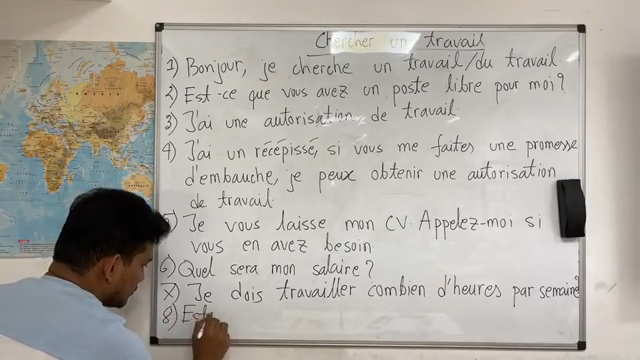 Chercher un travail
1) Bonjour, je cherche un travail/du travail.
2) Est-ce que vous avez un poste libre pour moi?
3) J'ai une autorisation de travail.
4) J'ai un récépissé, si vous me faites une promesse
d'embauche, je peux obtenir une autorisation
de travail.
5) Je vous laisse mon CV. Appelez-moi si
vous en avez besoin.
6) Quel sera mon salaire?
7) Je dois travailler combien d'heures par semaine?
8) Est